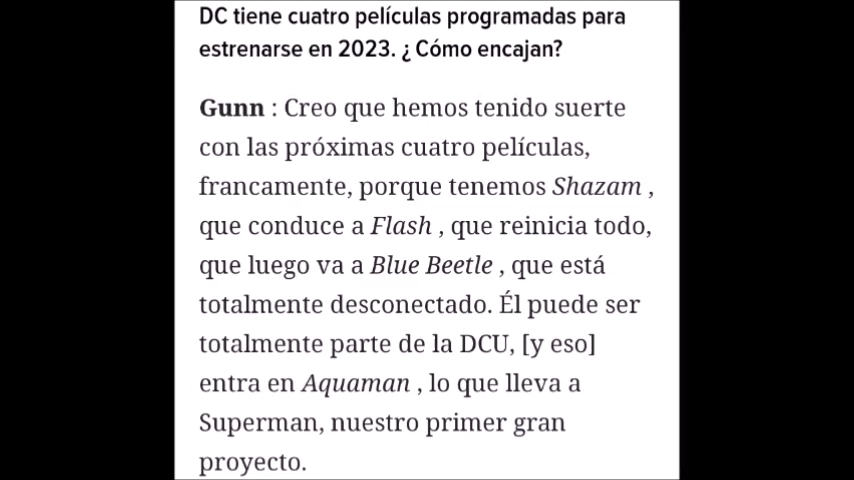 DC tiene cuatro películas programadas para
estrenarse en 2023. ¿ Cómo encajan?
Gunn : Creo que hemos tenido suerte
con las próximas cuatro películas,
francamente, porque tenemos Shazam ,
que conduce a Flash , que reinicia todo,
que luego va a Blue Beetle , que está
totalmente desconectado. Él puede ser
totalmente parte de la DCU, [y eso]
entra en Aquaman , lo que lleva a
Superman, nuestro primer gran
proyecto.